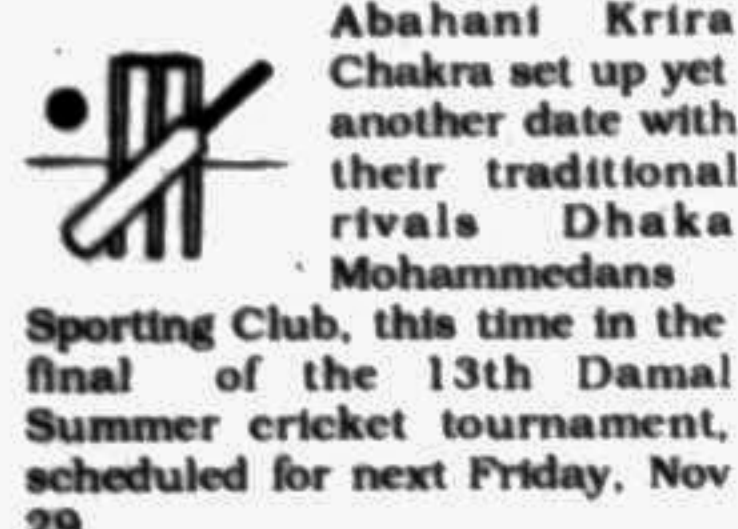 Abahani Krira
Chakra set up yet
another date with
their traditional
rivals Dhaka
Mohammedans
Sporting Club, this time in the
final of the 13th Damal
Summer cricket tournament,
scheduled for next Friday, Nov
29